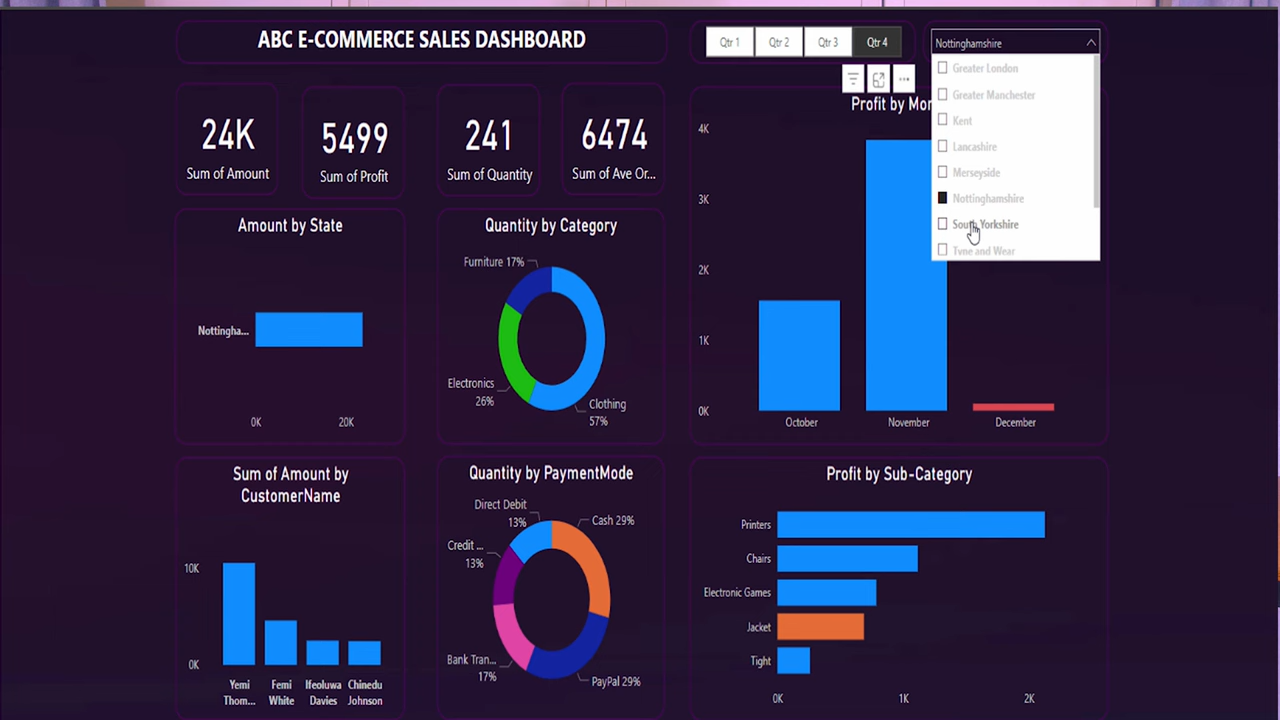 ABC E-COMMERCE SALES DASHBOARD
Qtr 1
Qtr 2
Qtr 3
Qtr 4
Nottinghamshire
Greater London
Greater Manchester
Kent
Lancashire
Merseyside
Nottinghamshire
South Yorkshire
Tyne and Wear
24K
Sum of Amount
5499
Sum of Profit
241
Sum of Quantity
6474
Sum of Ave Or...
Amount by State
Nottingha...
0K
20K
Quantity by Category
Furniture 17%
Electronics
26%
Clothing
57%
Profit by Mon
4K
3K
2K
1K
0K
October
November
December
Sum of Amount by
CustomerName
10K
0K
Yemi
Thom...
Femi
White
Ifeoluwa
Davies
Chinedu
Johnson
Quantity by PaymentMode
Direct Debit
13%
Cash 29%
Credit ...
13%
Bank Tran...
17%
PayPal 29%
Profit by Sub-Category
Printers
Chairs
Electronic Games
Jacket
Tight
0K
1K
2K